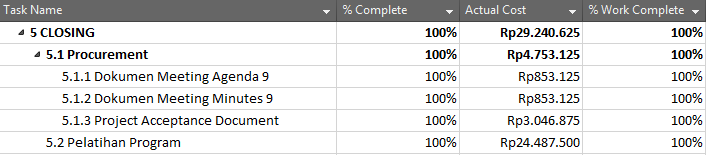 Task Name % Complete Actual Cost % Work Complete
5 CLOSING 100% Rp29.240.625 100%
5.1 Procurement 100% Rp4.753.125 100%
5.1.1 Dokumen Meeting Agenda 9 100% Rp853.125 100%
5.1.2 Dokumen Meeting Minutes 9 100% Rp853.125 100%
5.1.3 Project Acceptance Document 100% Rp3.046.875 100%
5.2 Pelatihan Program 100% Rp24.487.500 100%